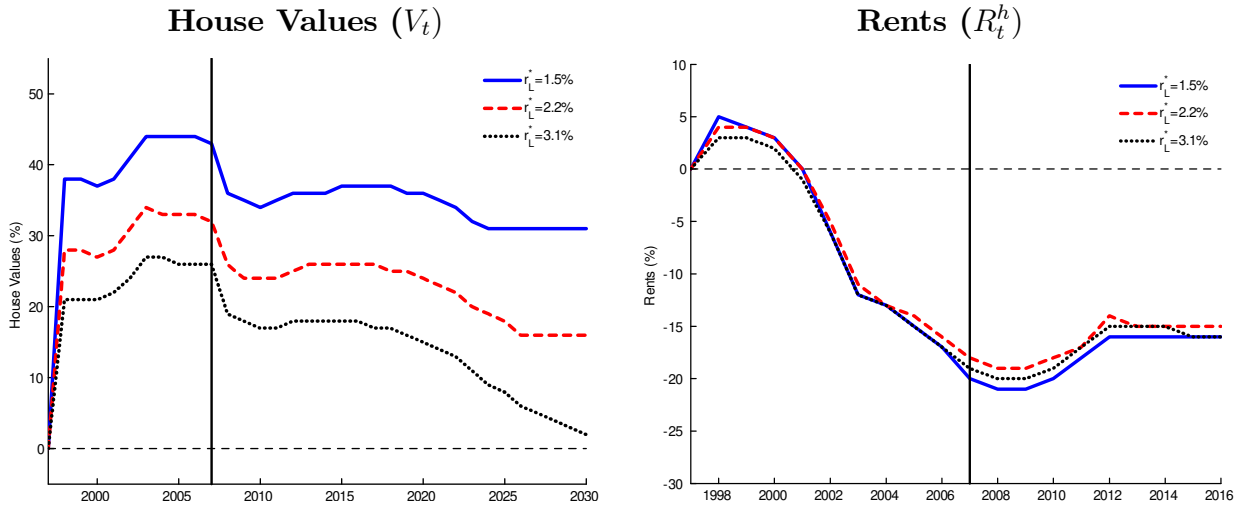 House Values (Vt)
r*L=1.5%
r*L=2.2%
r*L=3.1%
House Values (%)
50
40
30
20
10
0
2000 2005 2010 2015 2020 2025 2030
Rents (Rht)
r*L=1.5%
r*L=2.2%
r*L=3.1%
Rents (%)
10
5
0
-5
-10
-15
-20
-25
-30
1998 2000 2002 2004 2006 2008 2010 2012 2014 2016